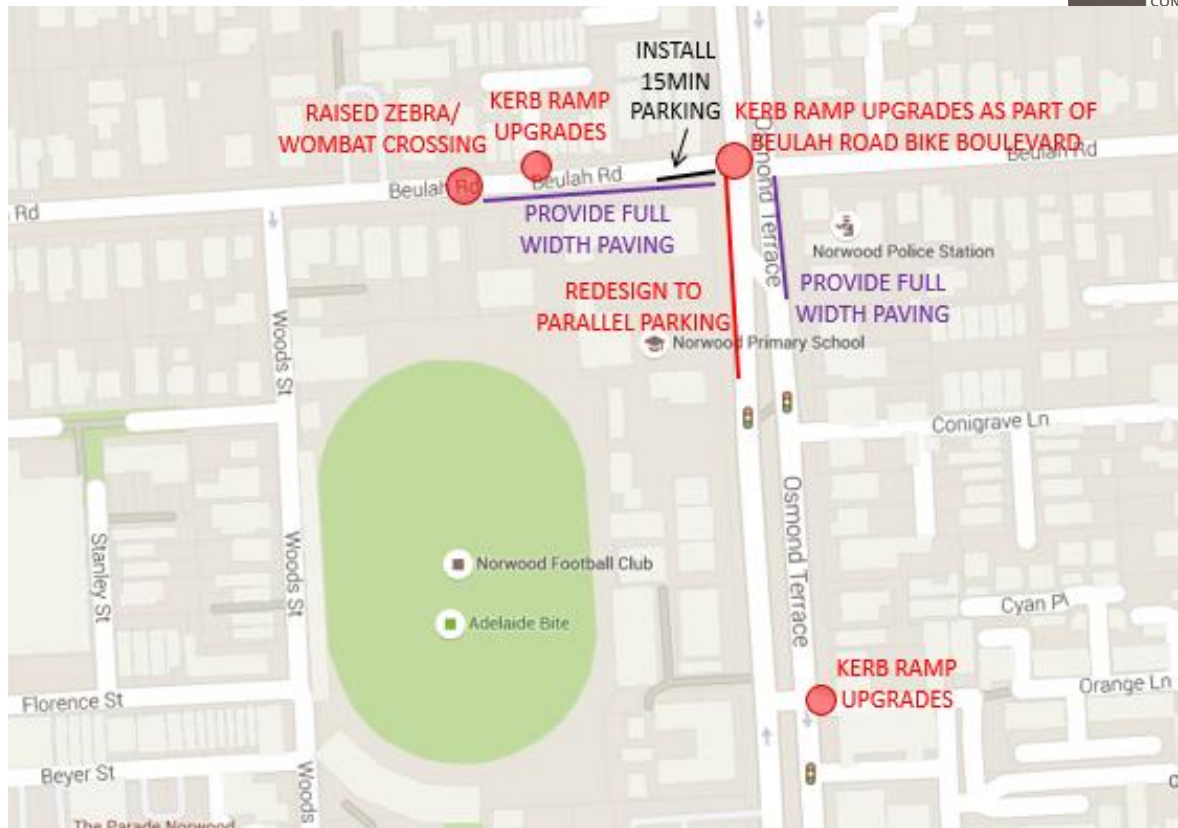 CON
INSTALL
15MIN
PARKING
RAISED ZEBRA/
WOMBAT CROSSING
KERB RAMP
UPGRADES
KERB RAMP UPGRADES AS PART OF
BEULAH ROAD BIKE BOULEVARD
Beulah Rd
Beulah Rd
Beulah Rd
Rd
PROVIDE FULL
WIDTH PAVING
Osmond Terrace
Norwood Police Station
PROVIDE FULL
WIDTH PAVING
REDESIGN TO
PARALLEL PARKING
Norwood Primary School
Woods St
Conigrave Ln
Osmond Terrace
Stanley St
Woods St
Norwood Football Club
Adelaide Bite
Cyan Pl
KERB RAMP
UPGRADES
Orange Ln
Florence St
Beyer St
Woods
C
The Parade Norwood